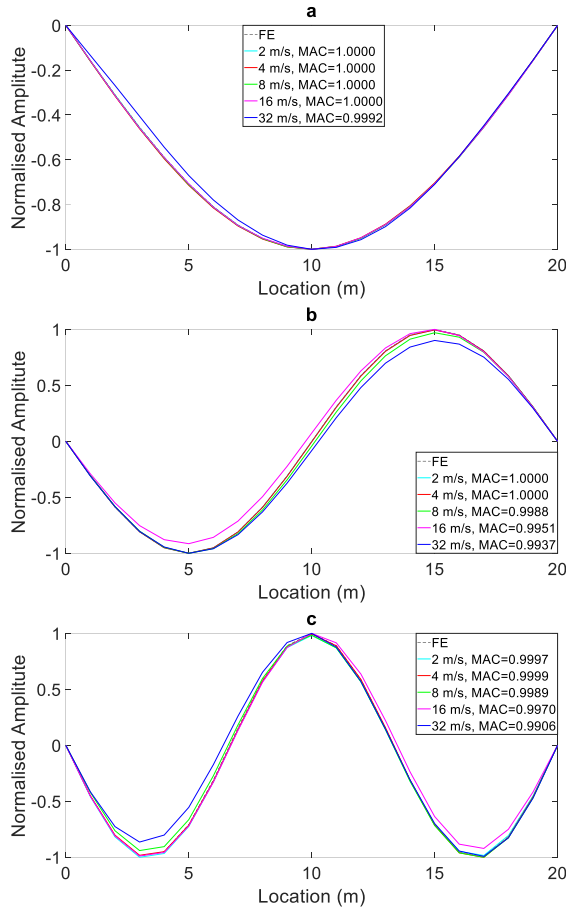 a
0
-0.2
-0.4
-0.6
-0.8
-1
Normalised Amplitude
FE
2 m/s, MAC=1.0000
4 m/s, MAC=1.0000
8 m/s, MAC=1.0000
16 m/s, MAC=1.0000
32 m/s, MAC=0.9992
0 5 10 15 20
Location (m)
b
1
0.5
0
-0.5
-1
Normalised Amplitude
FE
2 m/s, MAC=1.0000
4 m/s, MAC=1.0000
8 m/s, MAC=0.9988
16 m/s, MAC=0.9951
32 m/s, MAC=0.9937
0 5 10 15 20
Location (m)
c
1
0.5
0
-0.5
-1
Normalised Amplitude
FE
2 m/s, MAC=0.9997
4 m/s, MAC=0.9999
8 m/s, MAC=0.9989
16 m/s, MAC=0.9970
32 m/s, MAC=0.9906
0 5 10 15 20
Location (m)